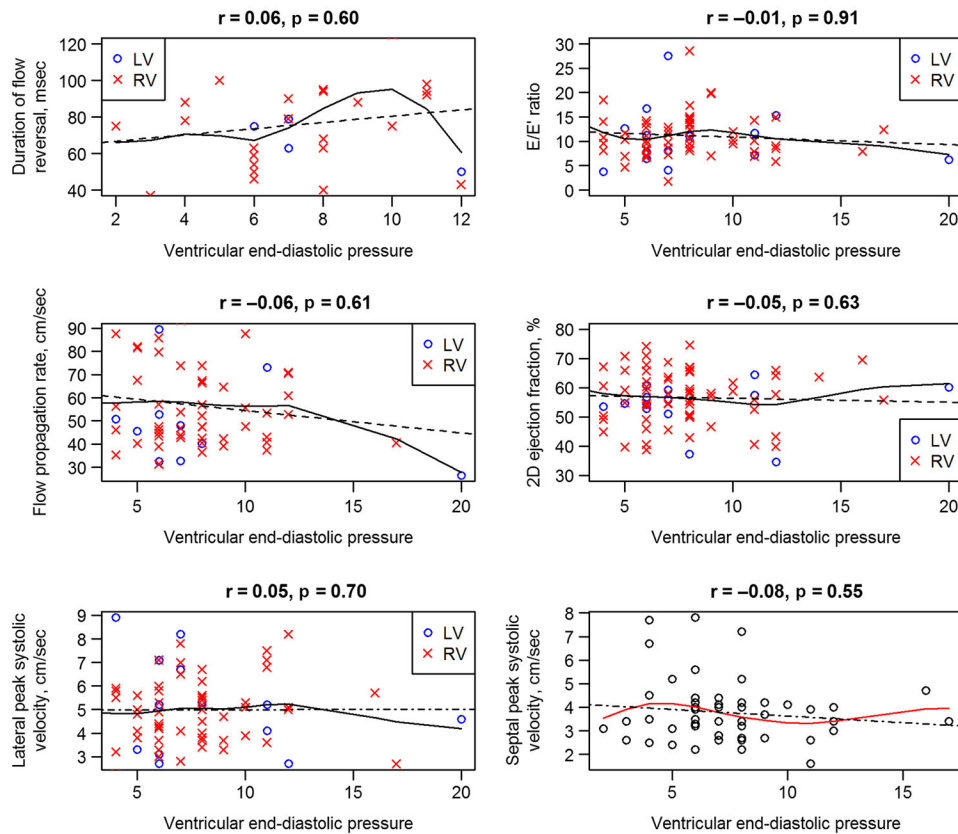 r = 0.06, p = 0.60
Duration of flow
reversal, msec
120
100
80
60
40
LV
RV
2 4 6 8 10 12
Ventricular end-diastolic pressure
r = –0.01, p = 0.91
E/E' ratio
30
25
20
15
10
5
0
LV
RV
5 10 15 20
Ventricular end-diastolic pressure
r = –0.06, p = 0.61
Flow propagation rate, cm/sec
90
80
70
60
50
40
30
LV
RV
5 10 15 20
Ventricular end-diastolic pressure
r = –0.05, p = 0.63
2D ejection fraction, %
80
70
60
50
40
30
LV
RV
5 10 15 20
Ventricular end-diastolic pressure
r = 0.05, p = 0.70
Lateral peak systolic
velocity, cm/sec
9
8
7
6
5
4
3
LV
RV
5 10 15 20
Ventricular end-diastolic pressure
r = –0.08, p = 0.55
Septal peak systolic
velocity, cm/sec
8
7
6
5
4
3
2
5 10 15
Ventricular end-diastolic pressure